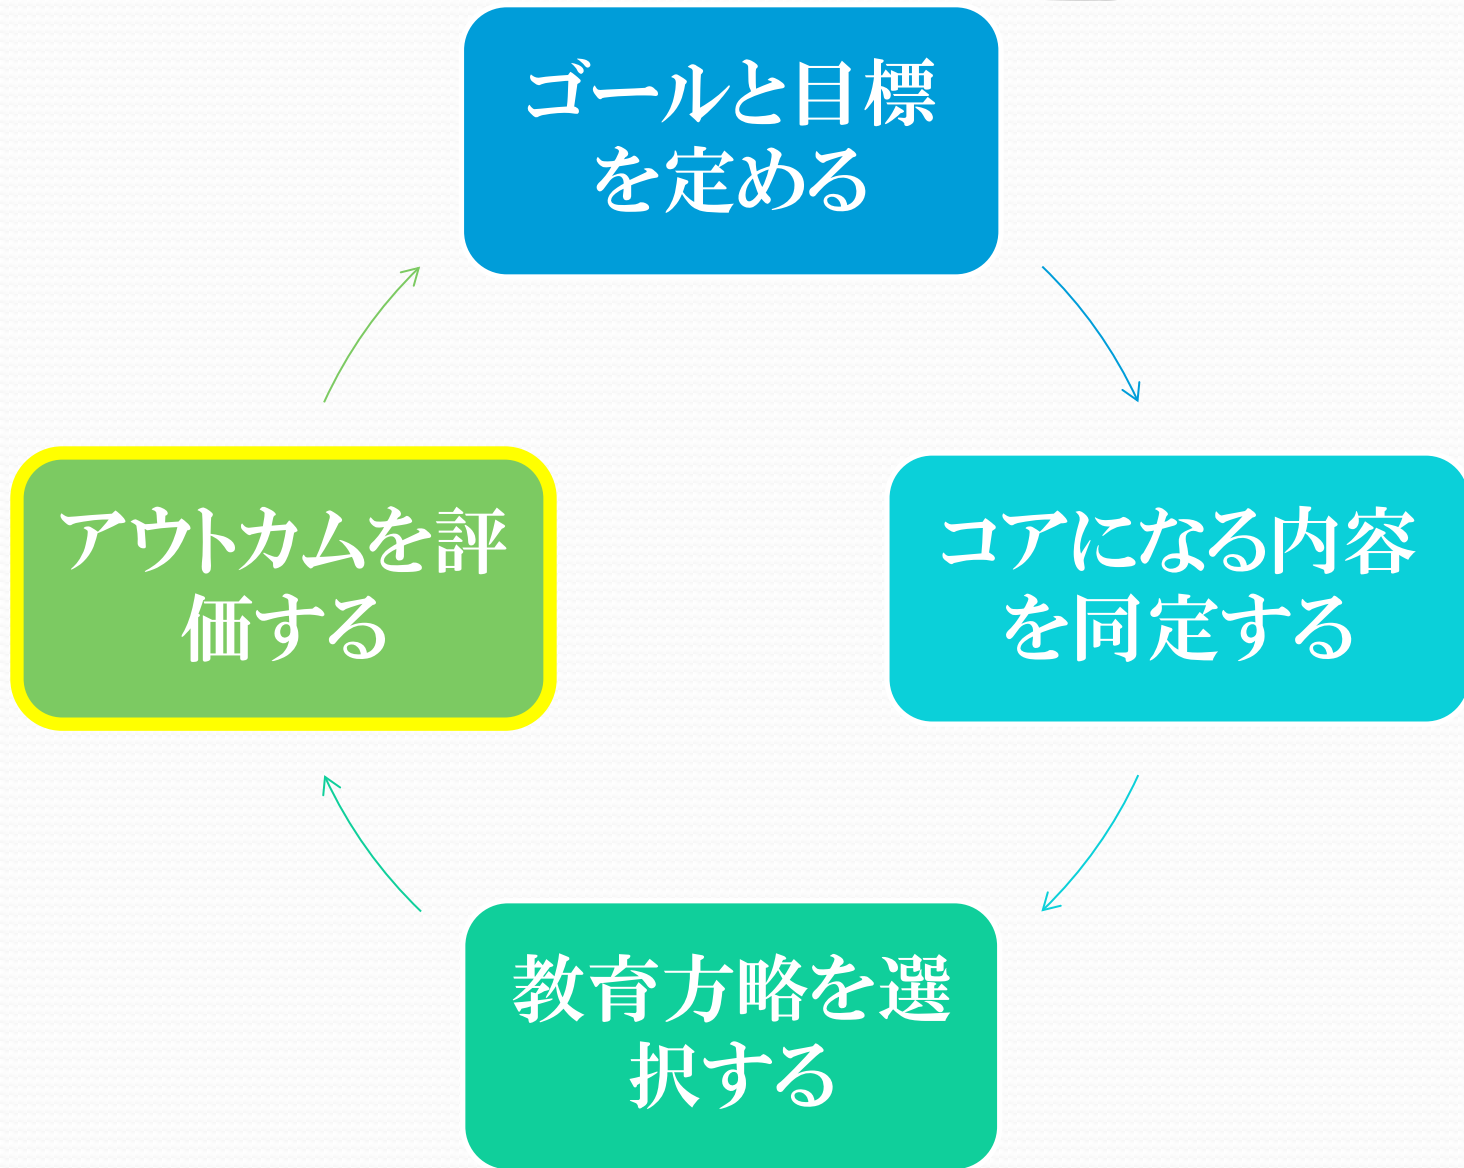 ゴールと目標
を定める
アウトカムを評
価する
コアになる内容
を同定する
教育方略を選
択する